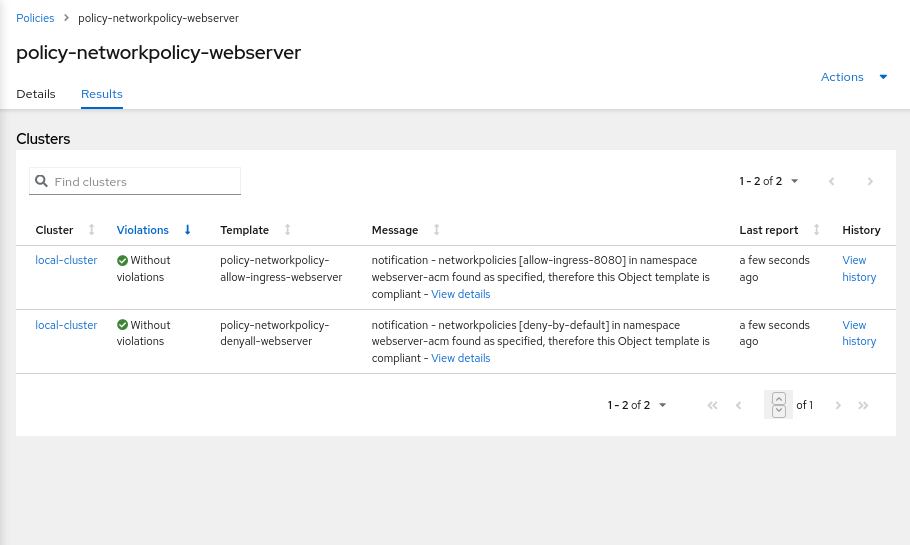 Policies > policy-networkpolicy-webserver
policy-networkpolicy-webserver
Actions
Details Results
Clusters
Find clusters
1 - 2 of 2
Cluster Violations Template Message Last report History
local-cluster Without violations policy-networkpolicy-allow-ingress-webserver notification - networkpolicies [allow-ingress-8080] in namespace webserver-acm found as specified, therefore this Object template is compliant - View details a few seconds ago View history
local-cluster Without violations policy-networkpolicy-denyall-webserver notification - networkpolicies [deny-by-default] in namespace webserver-acm found as specified, therefore this Object template is compliant - View details a few seconds ago View history
1 - 2 of 2
of 1